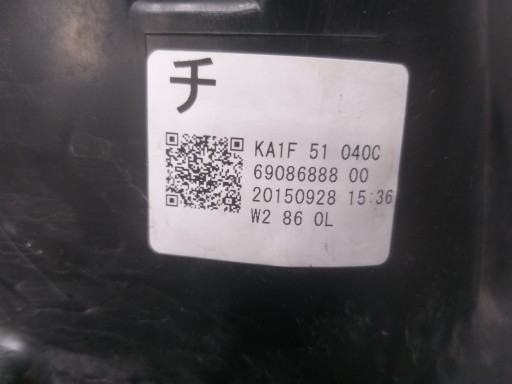 チ
KA1F 51 040C
69086888 00
20150928 15:36
W2 86 0L